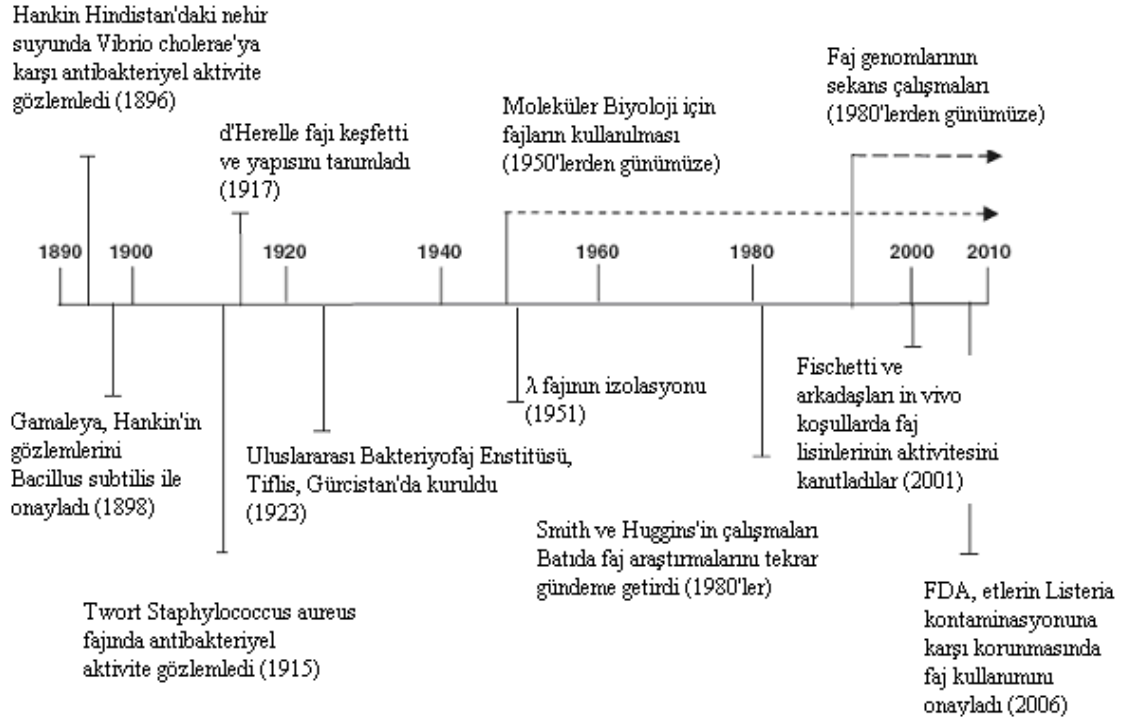 Hankin Hindistan'daki nehir
suyunda Vibrio cholerae'ya
karşı antibakteriyel aktivite
gözlemledi (1896)
d'Herelle fajı keşfetti
ve yapısını tanımladı
(1917)
Moleküler Biyoloji için
fajların kullanılması
(1950'lerden günümüze)
Faj genomlarının
sekans çalışmaları
(1980'lerden günümüze)
1890 1900 1920 1940 1960 1980 2000 2010
Gamaleya, Hankin'in
gözlemlerini
Bacillus subtilis ile
onayladı (1898)
Twort Staphylococcus aureus
fajında antibakteriyel
aktivite gözlemledi (1915)
Uluslararası Bakteriyofaj Enstitüsü,
Tiflis, Gürcistan'da kuruldu
(1923)
λ fajının izolasyonu
(1951)
Smith ve Huggins'in çalışmaları
Batıda faj araştırmalarını tekrar
gündeme getirdi (1980'ler)
Fischetti ve
arkadaşları in vivo
koşullarda faj
lisinlerinin aktivitesini
kanıtladılar (2001)
FDA, etlerin Listeria
kontaminasyonuna
karşı korunmasında
faj kullanımını
onayladı (2006)